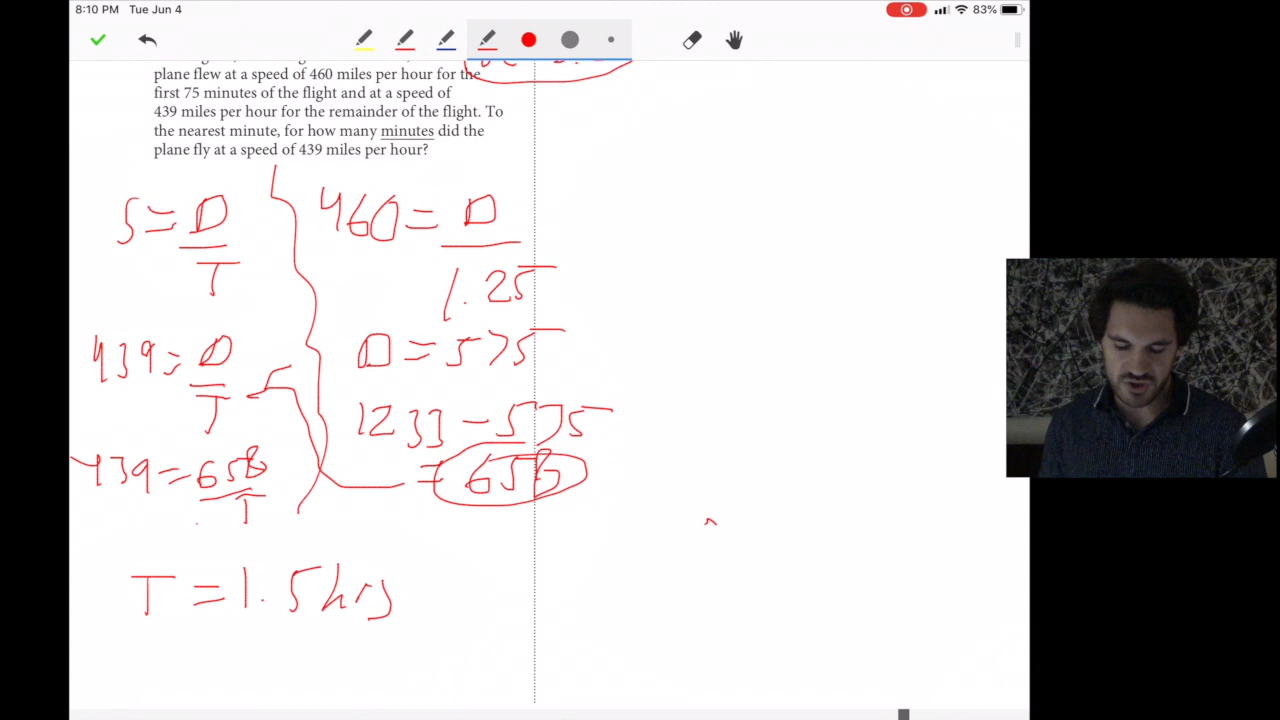 8:10 PM Tue Jun 4
83%
plane flew at a speed of 460 miles per hour for the
first 75 minutes of the flight and at a speed of
439 miles per hour for the remainder of the flight. To
the nearest minute, for how many minutes did the
plane fly at a speed of 439 miles per hour?
S = D
T
439 = D
T
439 = 658
T
T = 1.5 hrs
460 = D
1.25
D = 575
1233 - 575
= 658